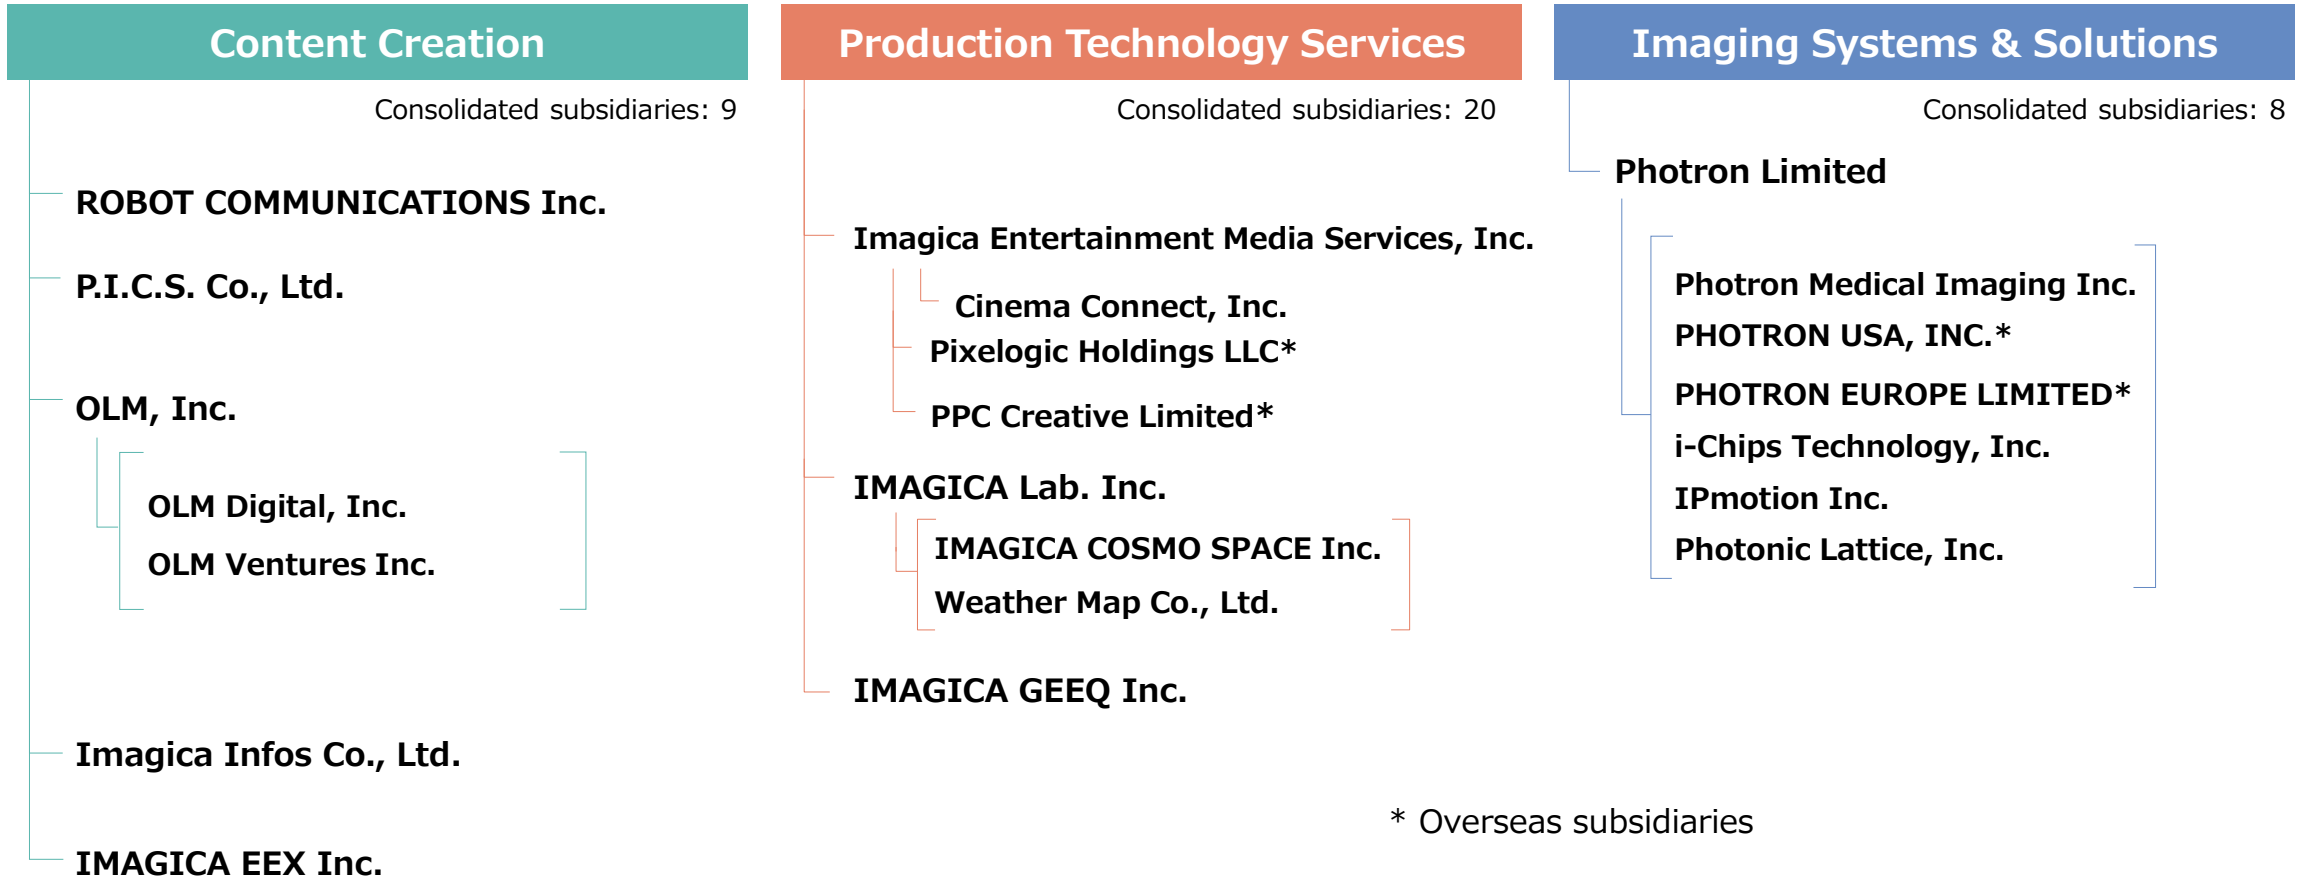 Content Creation
Consolidated subsidiaries: 9
ROBOT COMMUNICATIONS Inc.
P.I.C.S. Co., Ltd.
OLM, Inc.
OLM Digital, Inc.
OLM Ventures Inc.
Imagica Infos Co., Ltd.
IMAGICA EEX Inc.
Production Technology Services
Consolidated subsidiaries: 20
Imagica Entertainment Media Services, Inc.
Cinema Connect, Inc.
Pixelogic Holdings LLC*
PPC Creative Limited*
IMAGICA Lab. Inc.
IMAGICA COSMO SPACE Inc.
Weather Map Co., Ltd.
IMAGICA GEEQ Inc.
Imaging Systems & Solutions
Consolidated subsidiaries: 8
Photron Limited
Photron Medical Imaging Inc.
PHOTRON USA, INC.*
PHOTRON EUROPE LIMITED*
i-Chips Technology, Inc.
IPmotion Inc.
Photonic Lattice, Inc.
* Overseas subsidiaries